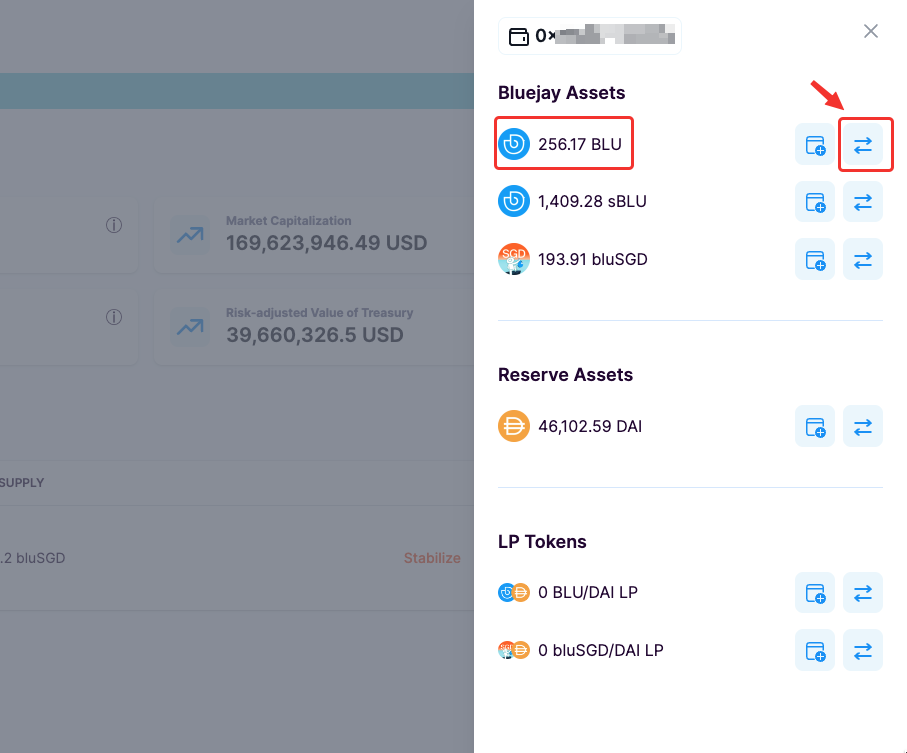 0x
Bluejay Assets
256.17 BLU
1,409.28 sBLU
SGD
193.91 bluSGD
Reserve Assets
46,102.59 DAI
LP Tokens
0 BLU/DAI LP
0 bluSGD/DAI LP
Market Capitalization
169,623,946.49 USD
Risk-adjusted Value of Treasury
39,660,326.5 USD
SUPPLY
.2 bluSGD
Stabilize